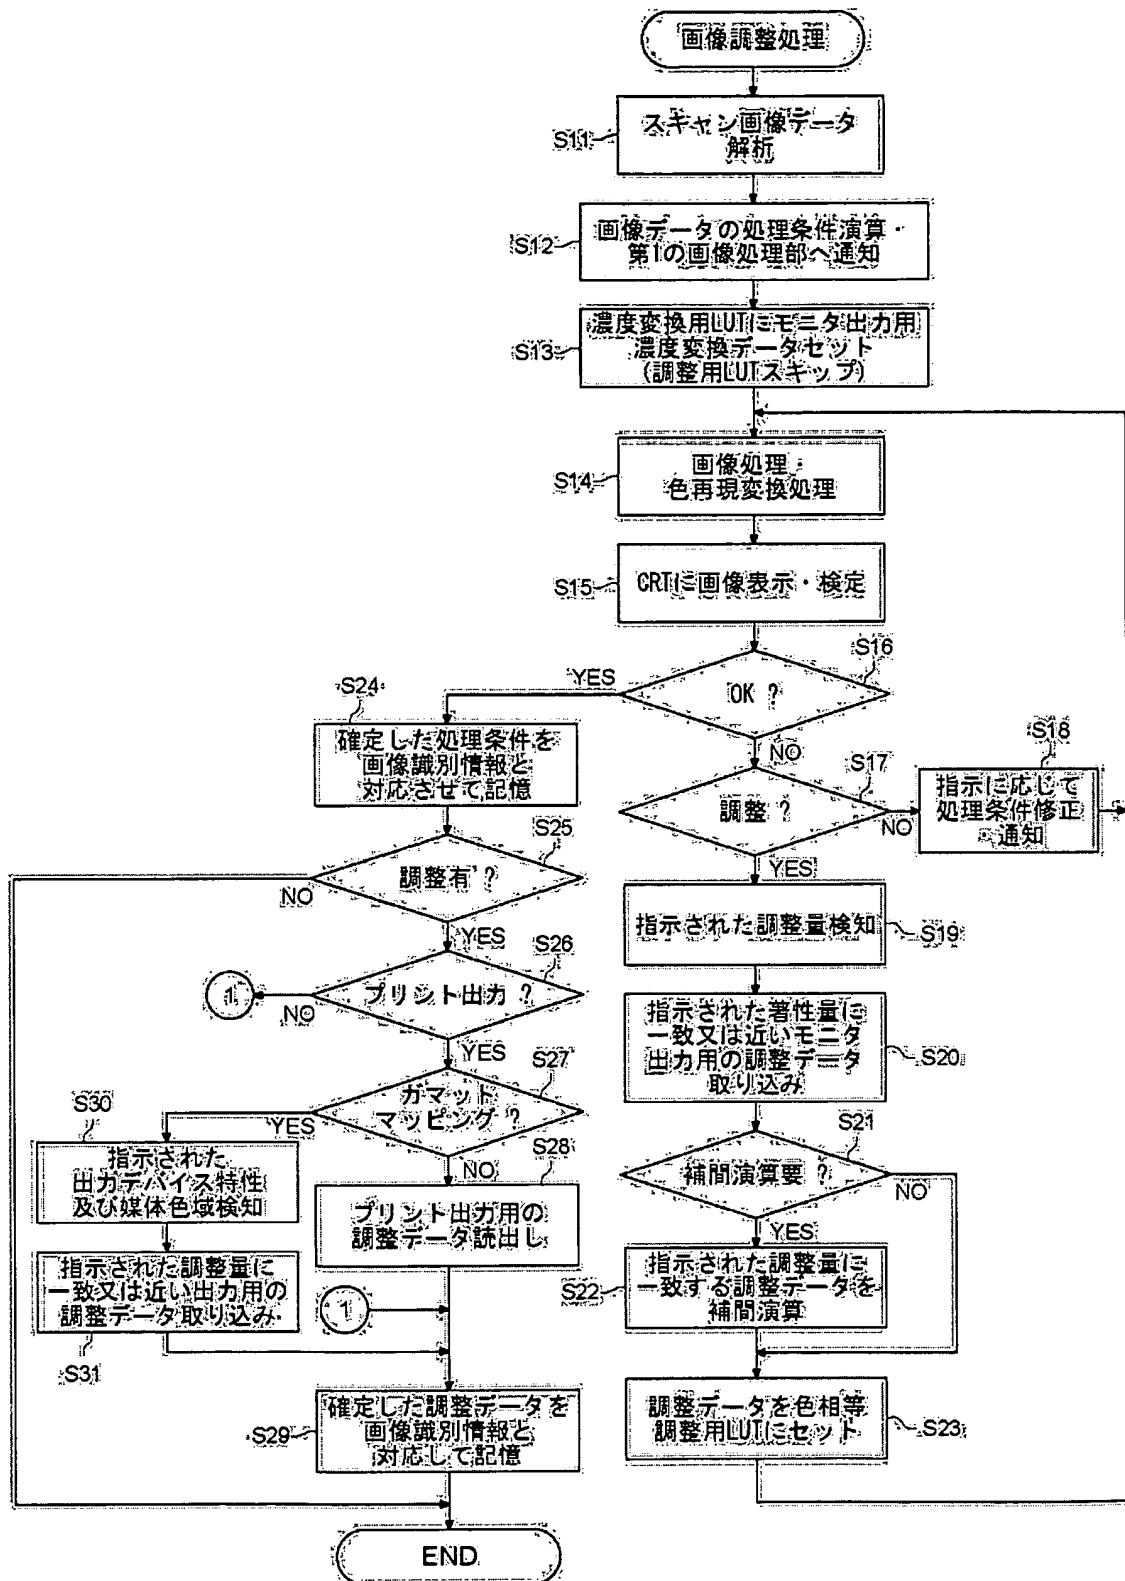 画像調整処理
S11
スキャン画像データ
解析
S12
画像データの処理条件演算・
第1の画像処理部へ通知
S13
濃度変換用LUTにモニタ出力用
濃度変換データセット
(調整用LUTスキップ)
S14
画像処理・
色再現変換処理
S15
CRTに画像表示・検定
S16
OK ?
YES
NO
S24
確定した処理条件を
画像識別情報と
対応させて記憶
S17
調整 ?
NO
YES
S18
指示に応じて
処理条件修正
・通知
S25
調整有 ?
NO
YES
S19
指示された調整量検知
S26
プリント出力 ?
NO
1
YES
S20
指示された著性量に
一致又は近いモニタ
出力用の調整データ
取り込み
S27
ガマット
マッピング ?
YES
NO
S30
指示された
出力デバイス特性
及び媒体色域検知
S28
プリント出力用の
調整データ読出し
S21
補間演算要 ?
NO
YES
S31
指示された調整量に
一致又は近い出力用の
調整データ取り込み
1
S22
指示された調整量に
一致する調整データを
補間演算
S29
確定した調整データを
画像識別情報と
対応して記憶
S23
調整データを色相等
調整用LUTにセット
END